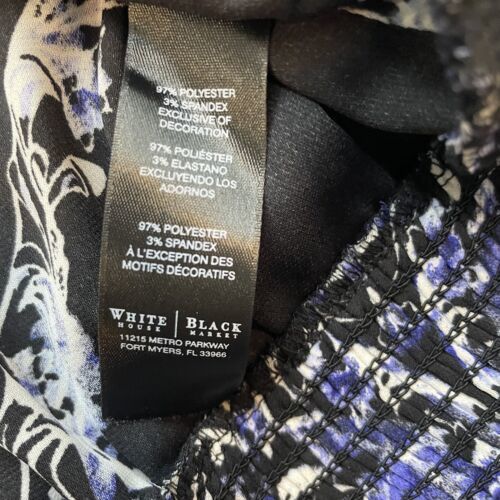 97% POLYESTER
3% SPANDEX
EXCLUSIVE OF
DECORATION
97% POLIÉSTER
3% ELASTANO
EXCLUYENDO LOS
ADORNOS
97% POLYESTER
3% SPANDEX
À L'EXCEPTION DES
MOTIFS DÉCORATIFS
WHITE | BLACK
HOUSE | MARKET
11215 METRO PARKWAY
FORT MYERS, FL 33966